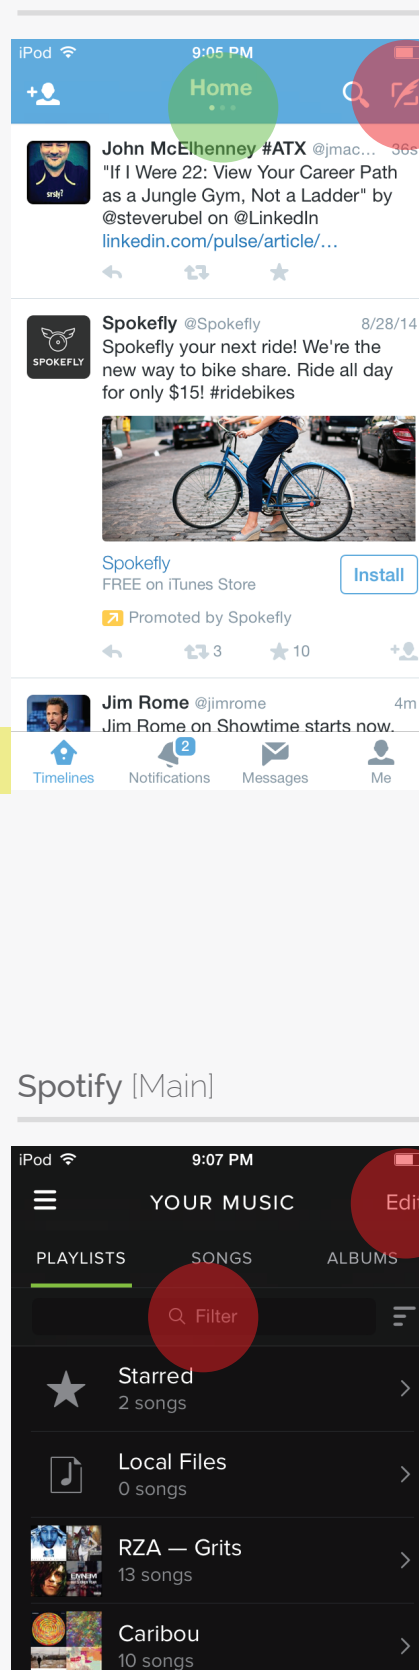 iPod 9:05 PM
Home
John McElhenney #ATX @jmac... 36s
"If I Were 22: View Your Career Path
as a Jungle Gym, Not a Ladder" by
@steverubel on @LinkedIn
linkedin.com/pulse/article/...
srsly?
Spokefly @Spokefly 8/28/14
SPOKEFLY
Spokefly your next ride! We're the
new way to bike share. Ride all day
for only $15! #ridebikes
Spokefly
FREE on iTunes Store
Install
Promoted by Spokefly
3 10
Jim Rome @jimrome 4m
Jim Rome on Showtime starts now.
2
Timelines Notifications Messages Me
Spotify [Main]
iPod 9:07 PM
YOUR MUSIC Edit
PLAYLISTS SONGS ALBUMS
Filter
Starred
2 songs
Local Files
0 songs
RZA — Grits
13 songs
EMINEM
Caribou
10 songs